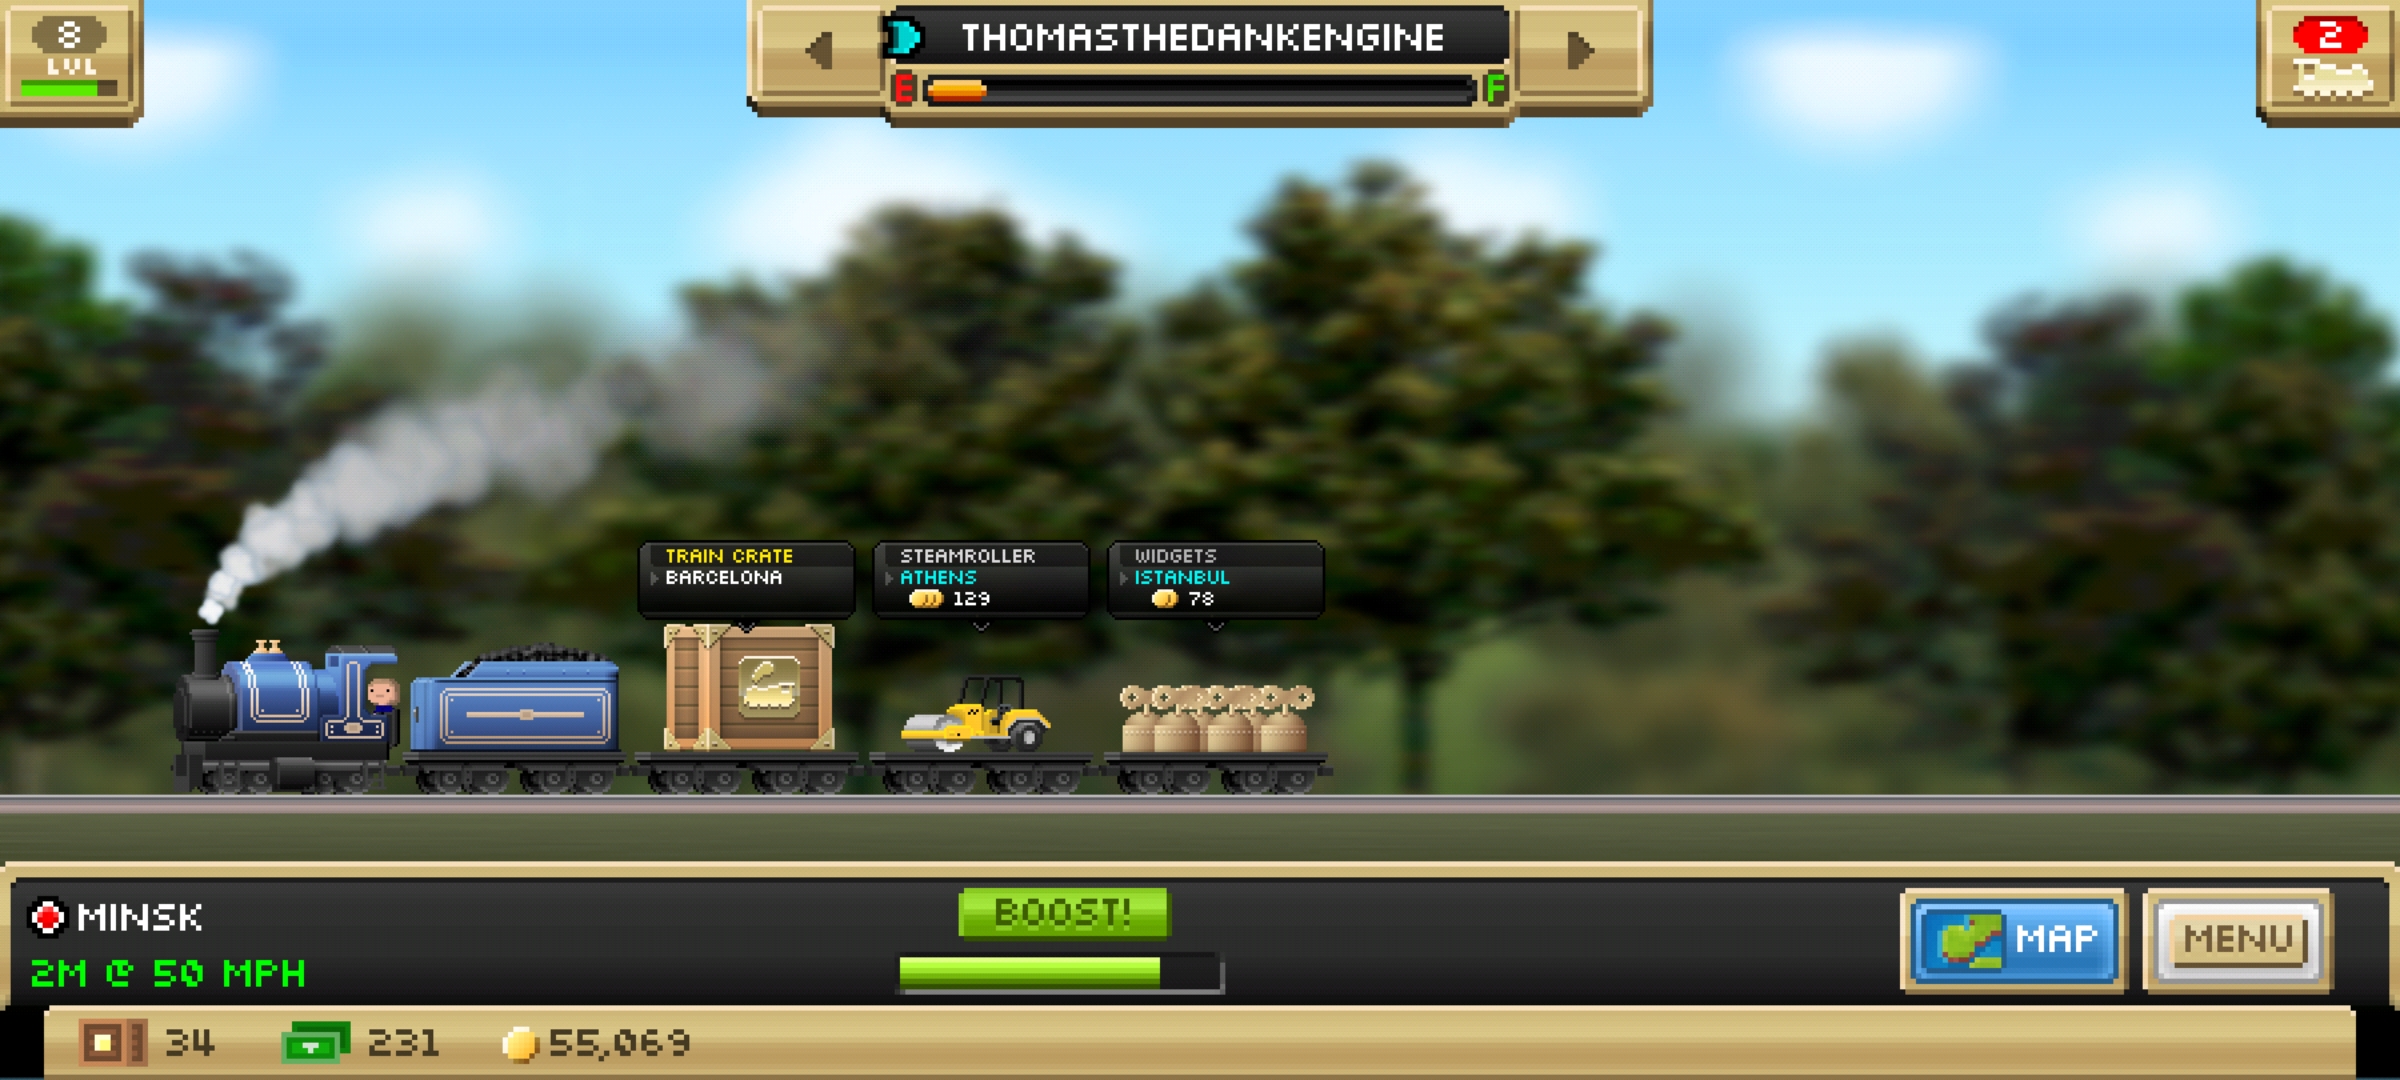 8
LVL
THOMASTHEDANKENGINE
E F
2
TRAIN CRATE
BARCELONA
STEAMROLLER
ATHENS
129
WIDGETS
ISTANBUL
78
MINSK
2M @ 50 MPH
BOOST!
MAP
MENU
34
231
55,069